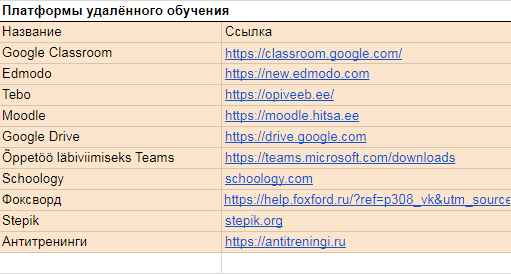 Платформы удалённого обучения
Название Ссылка
Google Classroom https://classroom.google.com/
Edmodo https://new.edmodo.com
Tebo https://opiveeb.ee/
Moodle https://moodle.hitsa.ee
Google Drive https://drive.google.com
Õppetöö läbiviimiseks Teams https://teams.microsoft.com/downloads
Schoology schoology.com
Фоксворд https://help.foxford.ru/?ref=p308_vk&utm_source
Stepik stepik.org
Антитренинги https://antitreningi.ru